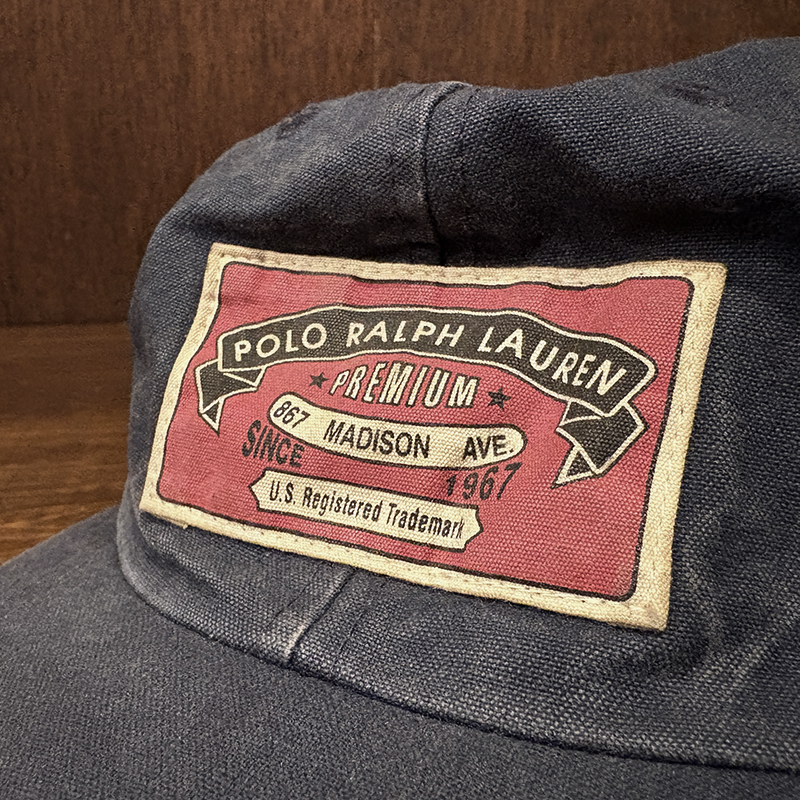 POLO RALPH LAUREN
★ PREMIUM ★
867 MADISON AVE.
SINCE 1967
U.S. Registered Trademark